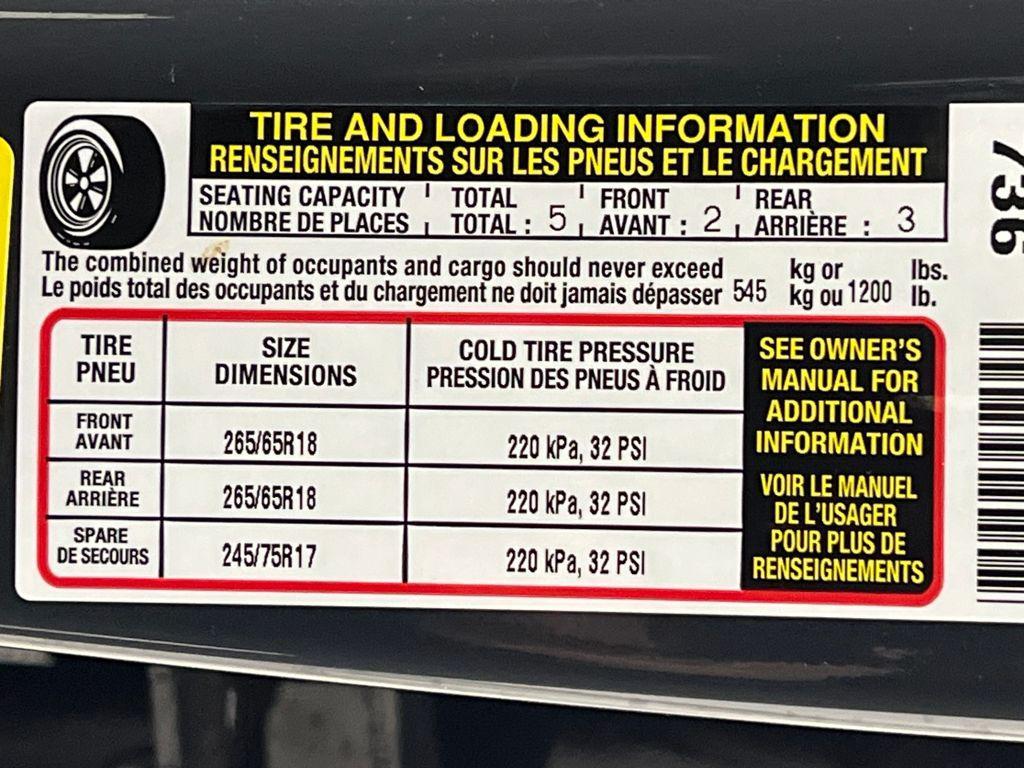 TIRE AND LOADING INFORMATION
RENSEIGNEMENTS SUR LES PNEUS ET LE CHARGEMENT
SEATING CAPACITY TOTAL FRONT REAR
NOMBRE DE PLACES TOTAL : 5 AVANT : 2 ARRIÈRE : 3
The combined weight of occupants and cargo should never exceed kg or lbs.
Le poids total des occupants et du chargement ne doit jamais dépasser 545 kg ou 1200 lb.
TIRE SIZE COLD TIRE PRESSURE
PNEU DIMENSIONS PRESSION DES PNEUS À FROID
FRONT
AVANT 265/65R18 220 kPa, 32 PSI
REAR
ARRIÈRE 265/65R18 220 kPa, 32 PSI
SPARE
DE SECOURS 245/75R17 220 kPa, 32 PSI
SEE OWNER'S
MANUAL FOR
ADDITIONAL
INFORMATION
VOIR LE MANUEL
DE L'USAGER
POUR PLUS DE
RENSEIGNEMENTS
736